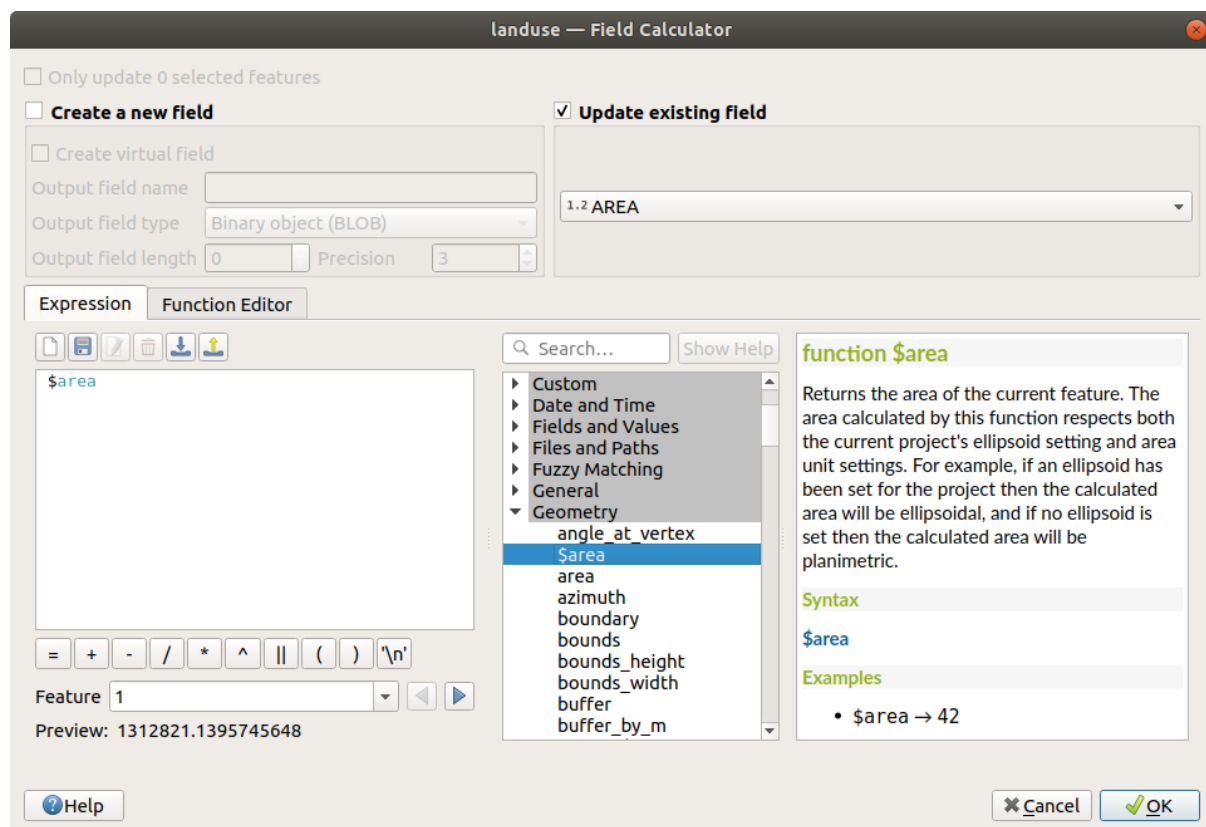 landuse — Field Calculator
Only update 0 selected features
Create a new field
Update existing field
Create virtual field
Output field name
1.2 AREA
Output field type Binary object (BLOB)
Output field length 0 Precision 3
Expression Function Editor
Search... Show Help
$area
Custom
Date and Time
Fields and Values
Files and Paths
Fuzzy Matching
General
Geometry
angle_at_vertex
$area
area
azimuth
boundary
bounds
bounds_height
bounds_width
buffer
buffer_by_m
function $area
Returns the area of the current feature. The
area calculated by this function respects both
the current project's ellipsoid setting and area
unit settings. For example, if an ellipsoid has
been set for the project then the calculated
area will be ellipsoidal, and if no ellipsoid is
set then the calculated area will be
planimetric.
Syntax
$area
Examples
• $area → 42
= + - / * ^ || ( ) '\n'
Feature 1
Preview: 1312821.1395745648
Help
Cancel
OK